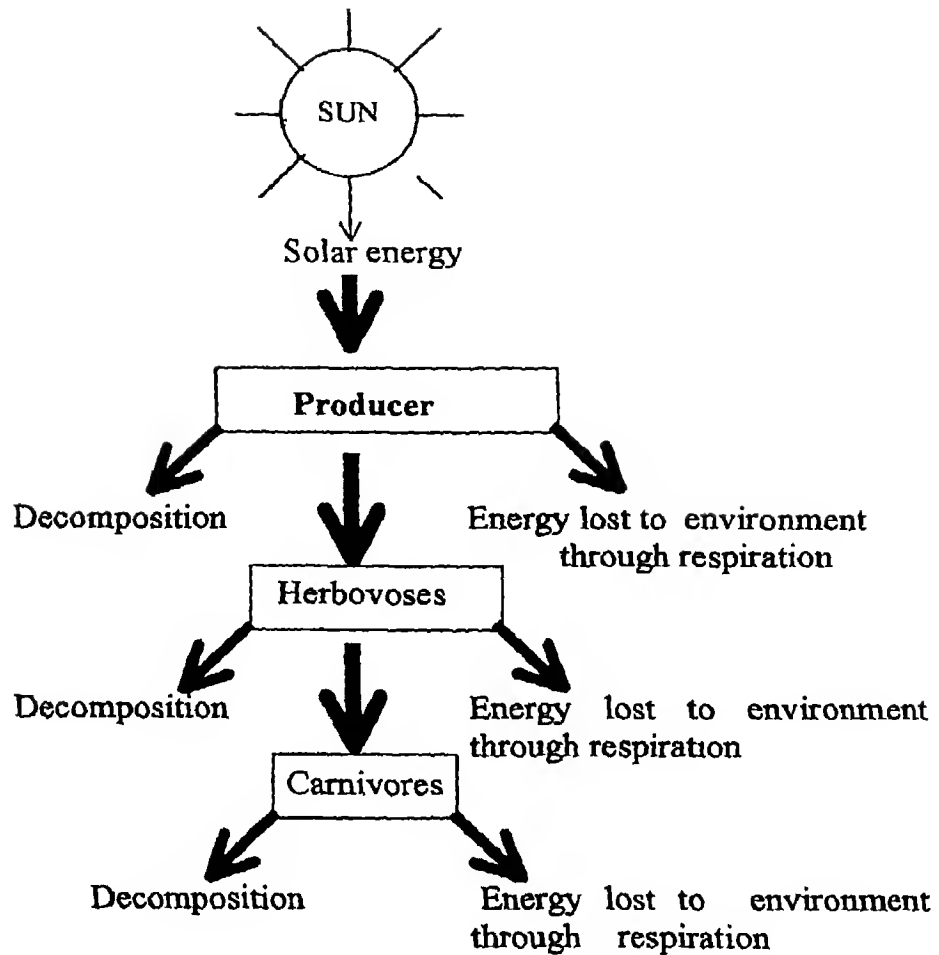 SUN
Solar energy
Producer
Decomposition
Energy lost to environment
through respiration
Herbovoses
Decomposition
Energy lost to environment
through respiration
Carnivores
Decomposition
Energy lost to environment
through respiration